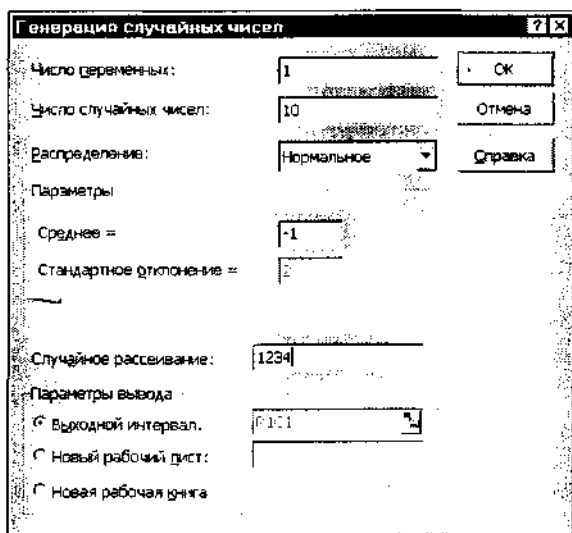 Генерация случайных чисел ? X
Число переменных: 1 OK
Число случайных чисел: 10 Отмена
Распределение: Нормальное Справка
Параметры
Среднее = -1
Стандартное отклонение = 2
Случайное рассеивание: 1234
Параметры вывода
Выходной интервал.
Новый рабочий лист:
Новая рабочая книга